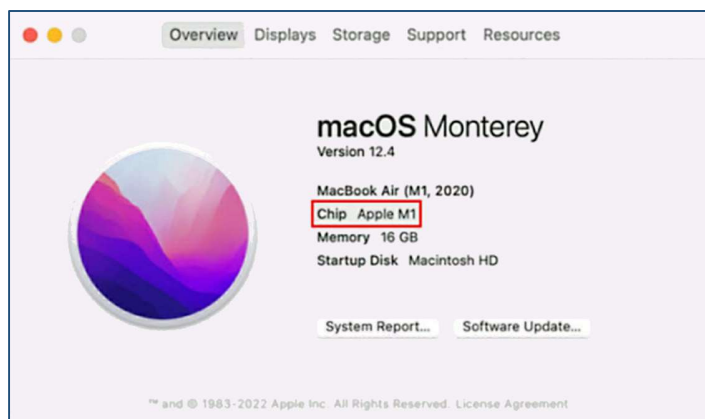 Overview Displays Storage Support Resources
macOS Monterey
Version 12.4
MacBook Air (M1, 2020)
Chip Apple M1
Memory 16 GB
Startup Disk Macintosh HD
System Report... Software Update...
™ and © 1983-2022 Apple Inc. All Rights Reserved. License Agreement